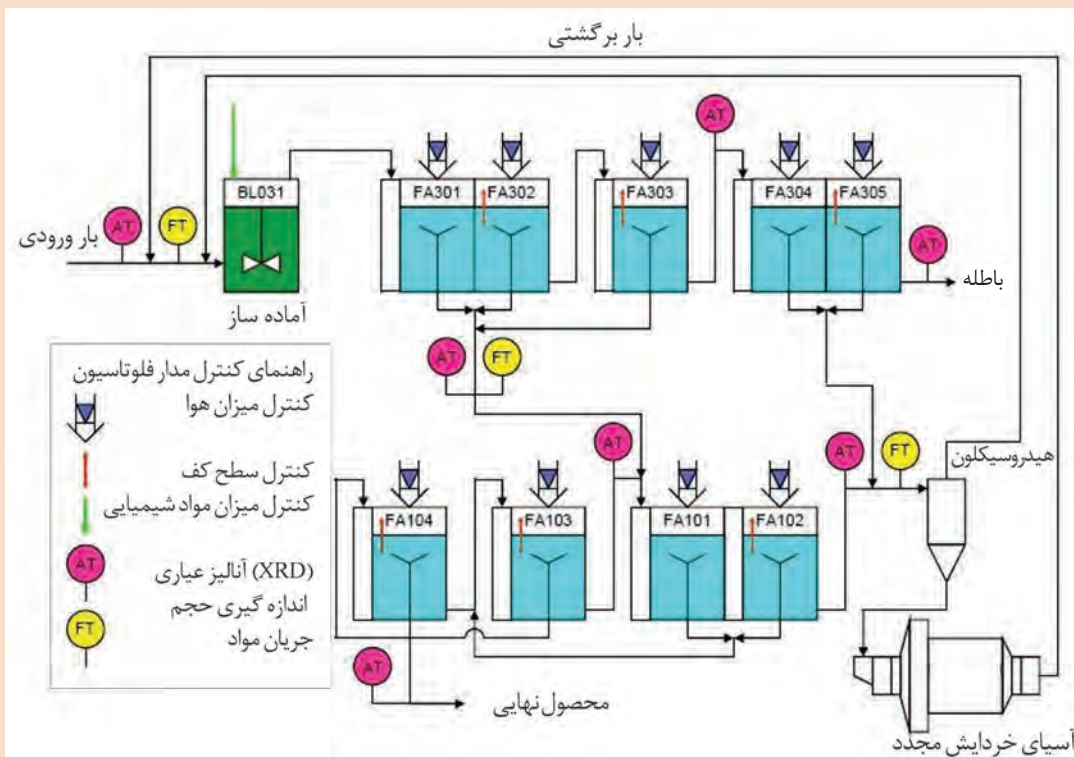 بار برگشتی
AT
BL031
FA301
FA302
FA303
FA304
FA305
بار ورودی
AT
FT
AT
باطله
آماده ساز
AT
FT
AT
AT
FT
هیدروسیکلون
FA104
FA103
FA101
FA102
AT
محصول نهایی
آسیای خردایش مجدد
راهنمای کنترل مدار فلوتاسیون
کنترل میزان هوا
کنترل سطح کف
کنترل میزان مواد شیمیایی
AT
آنالیز عیاری (XRD)
FT
اندازه گیری حجم
جریان مواد